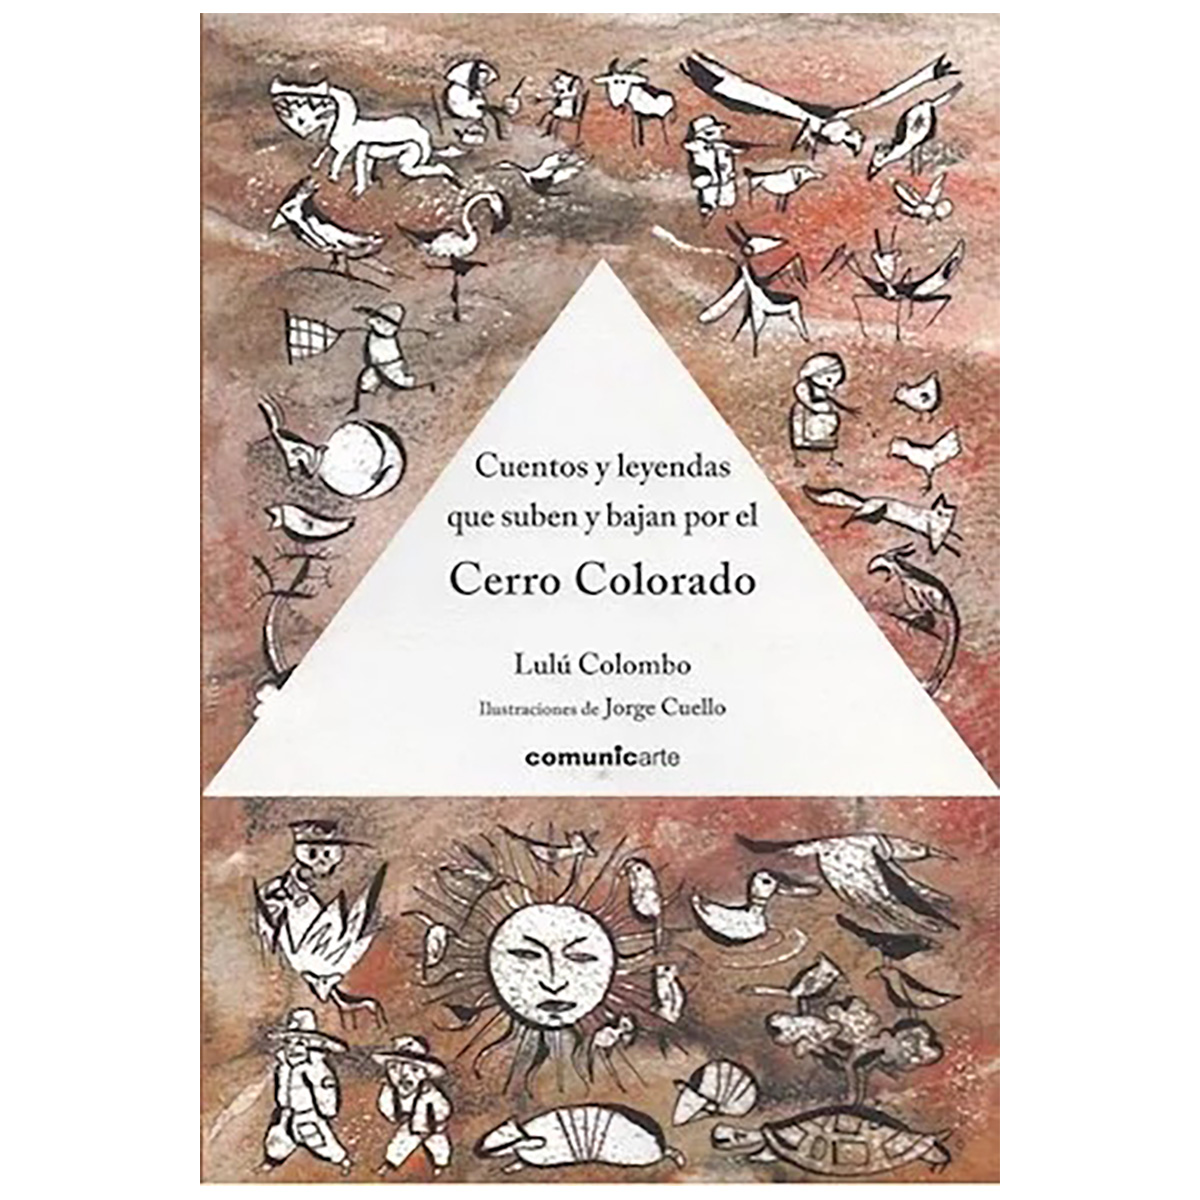 Cuentos y leyendas
que suben y bajan por el
Cerro Colorado
Lulú Colombo
Ilustraciones de Jorge Cuello
comunicarte